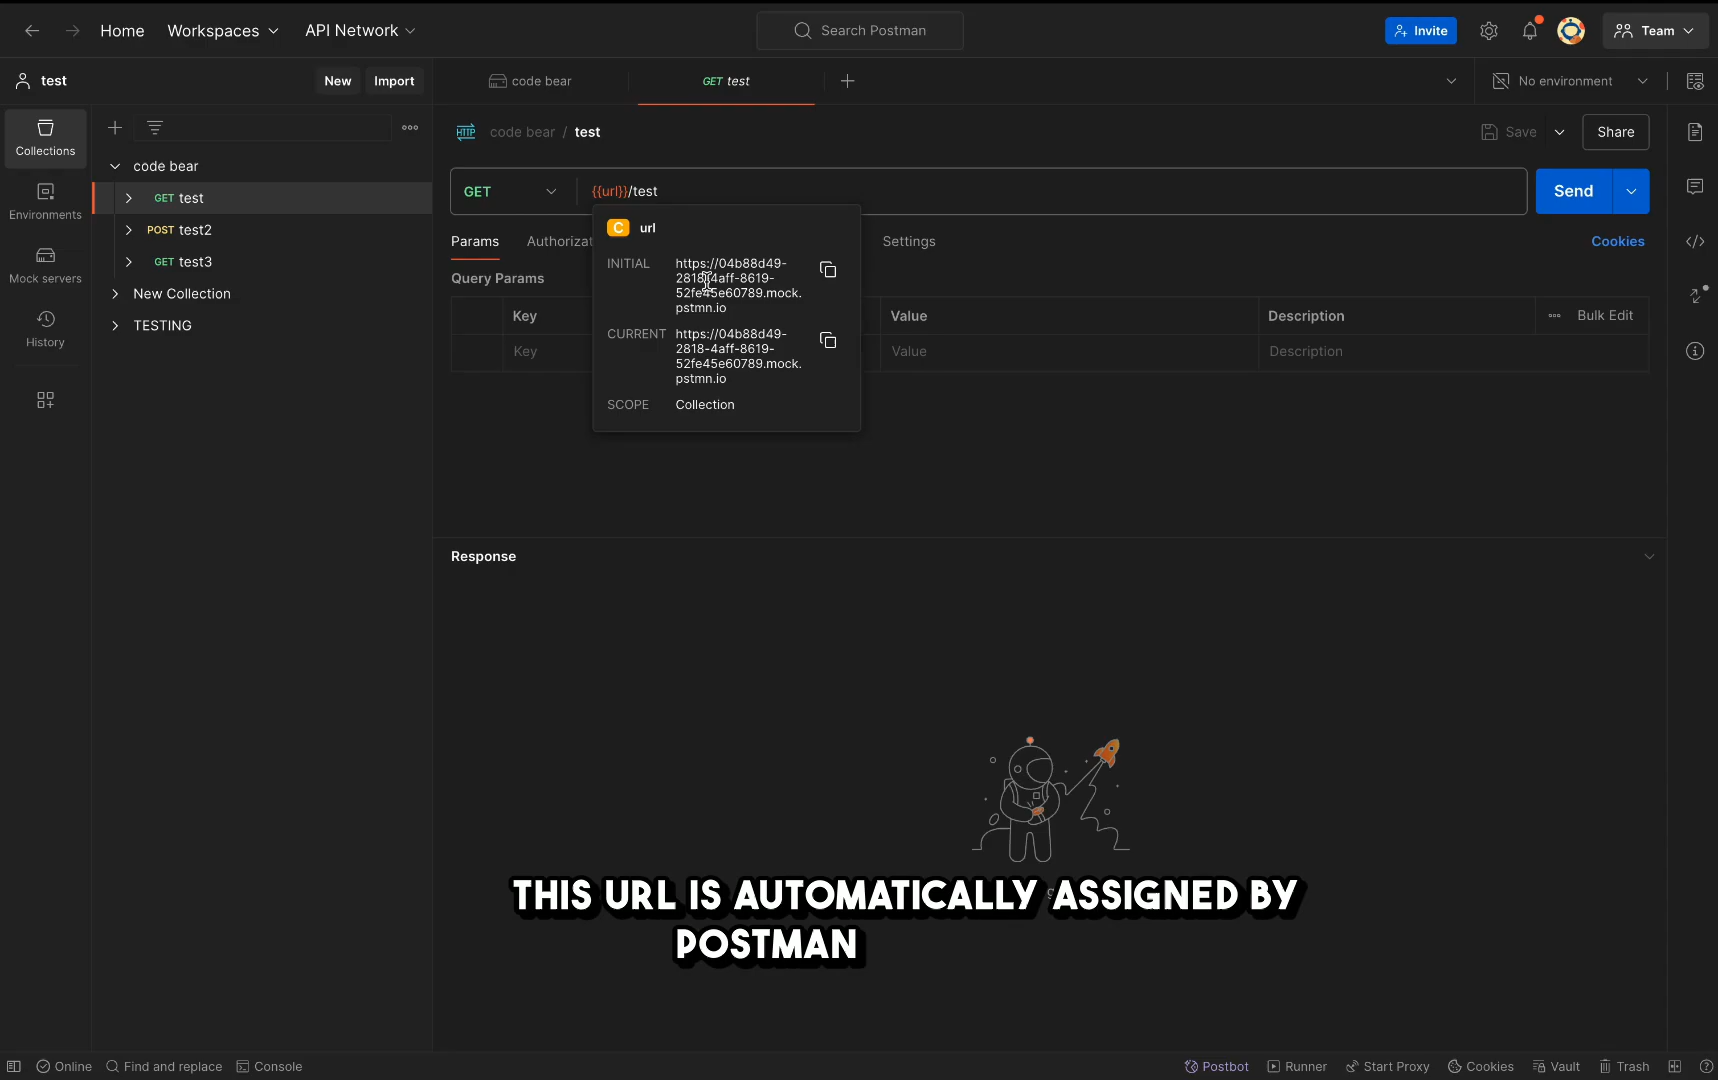 Home
Workspaces
API Network
Search Postman
Invite
Team
test
New
Import
code bear
GET test
No environment
Collections
Environments
Mock servers
History
code bear
GET test
POST test2
GET test3
New Collection
TESTING
HTTP
code bear / test
Save
Share
GET
{{url}}/test
Send
Params
Authorizat
Settings
Cookies
Query Params
Key
Value
Description
Bulk Edit
Key
Value
Description
C url
INITIAL
https://04b88d49-
2818-4aff-8619-
52fe45e60789.mock.
pstmn.io
CURRENT
https://04b88d49-
2818-4aff-8619-
52fe45e60789.mock.
pstmn.io
SCOPE
Collection
Response
THIS URL IS AUTOMATICALLY ASSIGNED BY
POSTMAN
Online
Find and replace
Console
Postbot
Runner
Start Proxy
Cookies
Vault
Trash